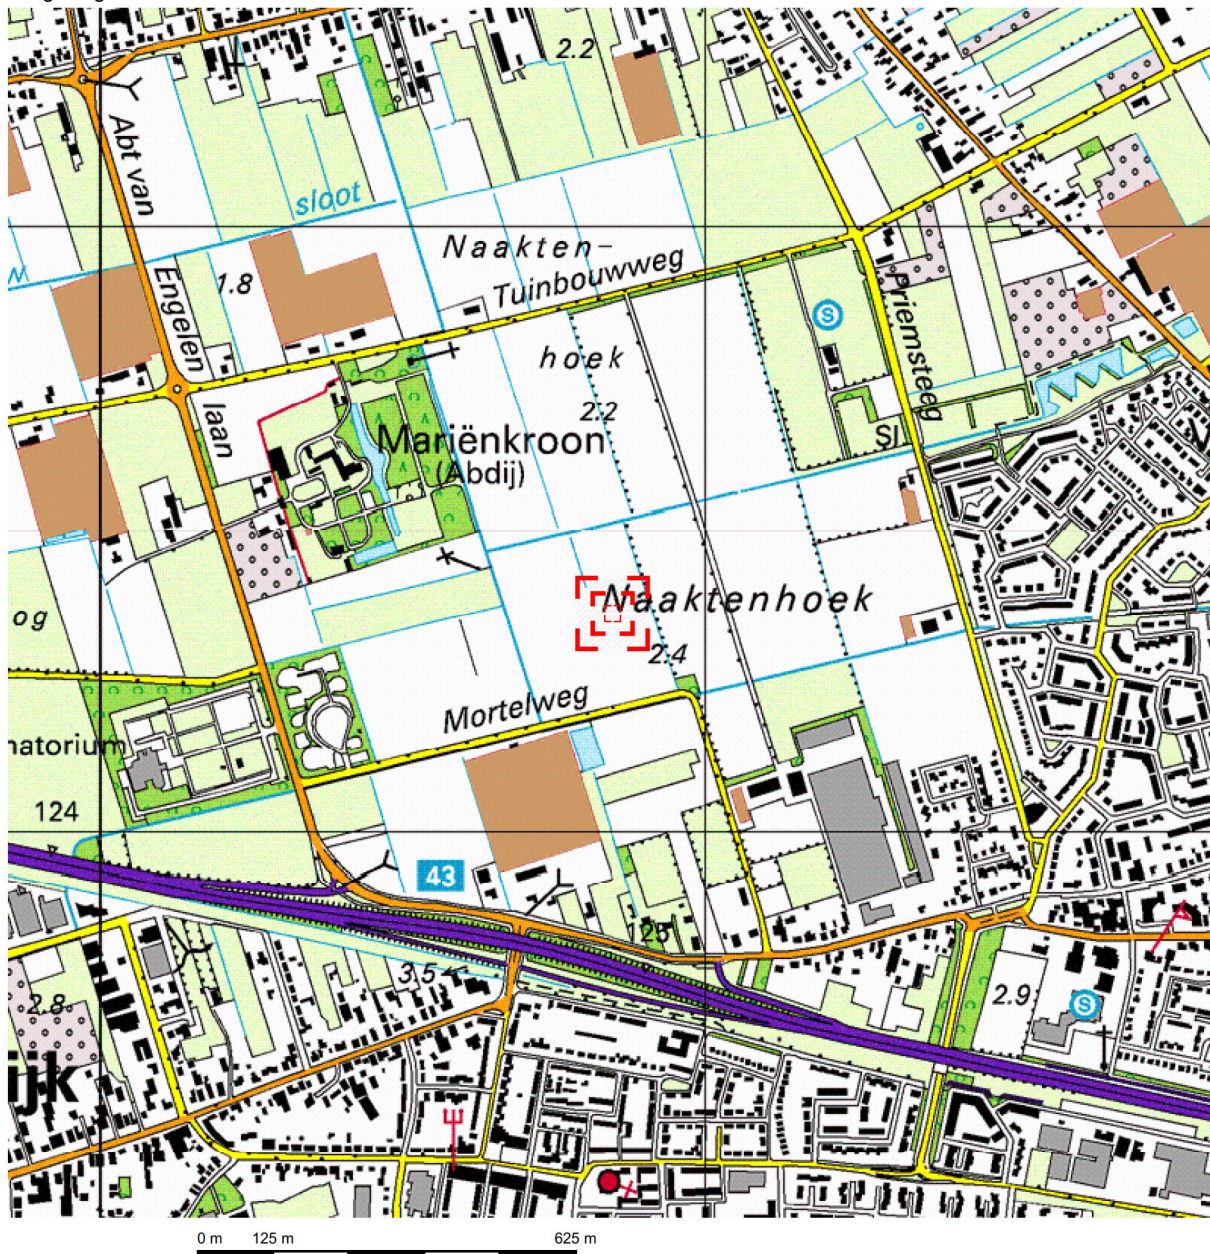 2.2
Abt van
sloot
Naakten-
Tuinbouwweg
1.8
Engelen
Priemsteeg
S
hoek
laan
2.2
Mariënkroon
(Abdij)
Sl
Naaktenhoek
og
2.4
Mortelweg
natorium
124
43
125
3.5
2.8
2.9
S
ijk
0 m 125 m 625 m